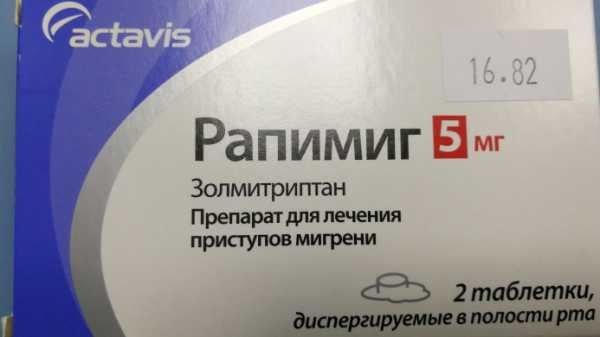 actavis
16.82
Рапимиг 5 мг
Золмитриптан
Препарат для лечения
приступов мигрени
2 таблетки,
диспергируемые в полости рта